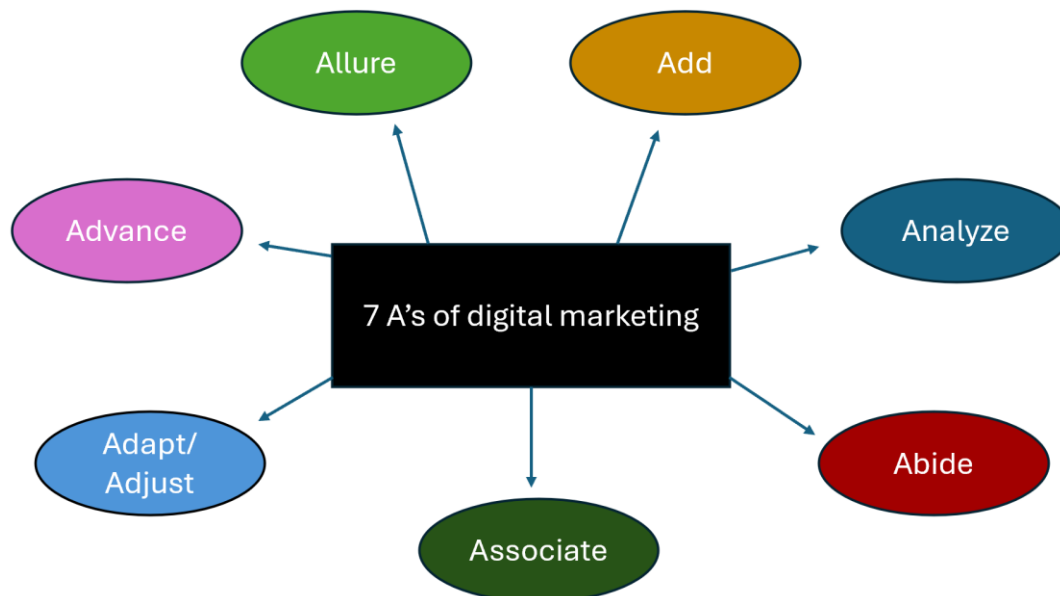 Allure
Add
Advance
Analyze
7 A’s of digital marketing
Adapt/
Adjust
Abide
Associate